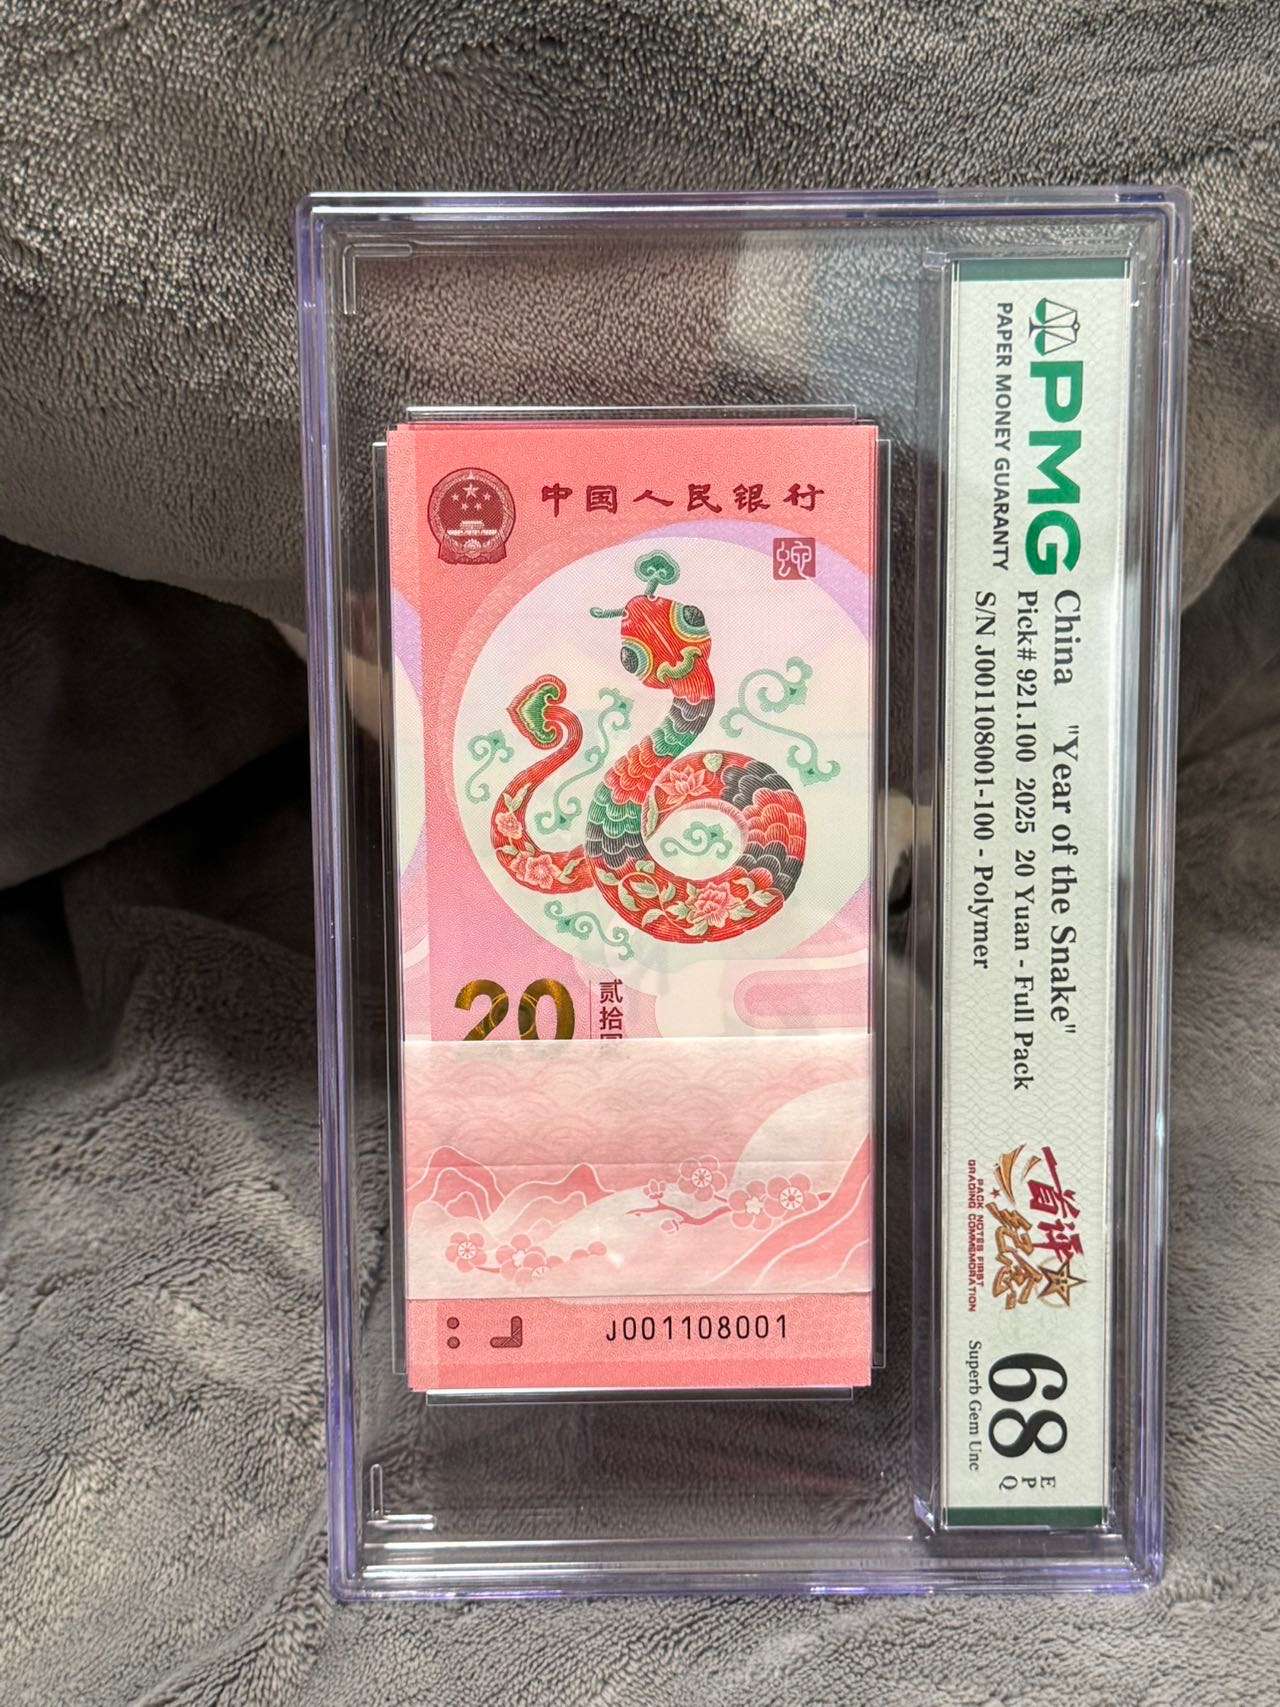 中国人民银行
蛇
20
贰拾
J001108001
PMG
PAPER MONEY GUARANTY
China "Year of the Snake"
Pick# 921.100 2025 20 Yuan - Full Pack
S/N J001108001-100 - Polymer
首评
纪念
PACK NOTES FIRST
GRADING COMMEMORATION
68
EPQ
Superb Gem Unc